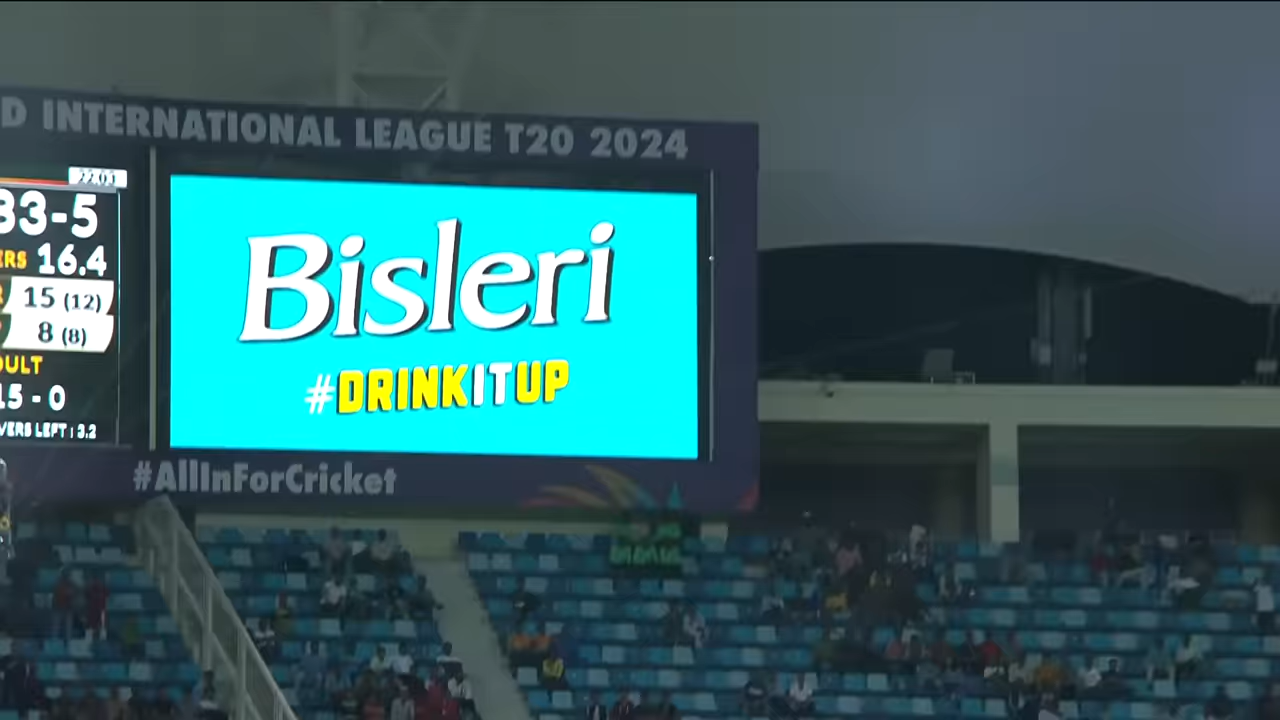 D INTERNATIONAL LEAGUE T20 2024
22:01
33-5
ERS 16.4
15 (12)
8 (8)
OULT
15 - 0
VERS LEFT : 3.2
Bisleri
#DRINKITUP
#AllInForCricket